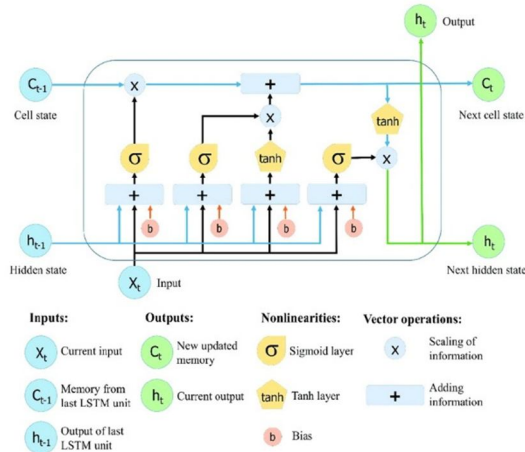 ht
Output
Ct-1
x
+
Ct
Cell state
tanh
Next cell state
x
σ
σ
tanh
σ
x
+
+
+
+
ht-1
b
b
b
b
ht
Hidden state
Next hidden state
Xt
Input
Inputs:
Outputs:
Nonlinearities:
Vector operations:
Xt
Current input
Ct
New updated
memory
σ
Sigmoid layer
x
Scaling of
information
Ct-1
Memory from
last LSTM unit
ht
Current output
tanh
Tanh layer
+
Adding
information
ht-1
Output of last
LSTM unit
b
Bias